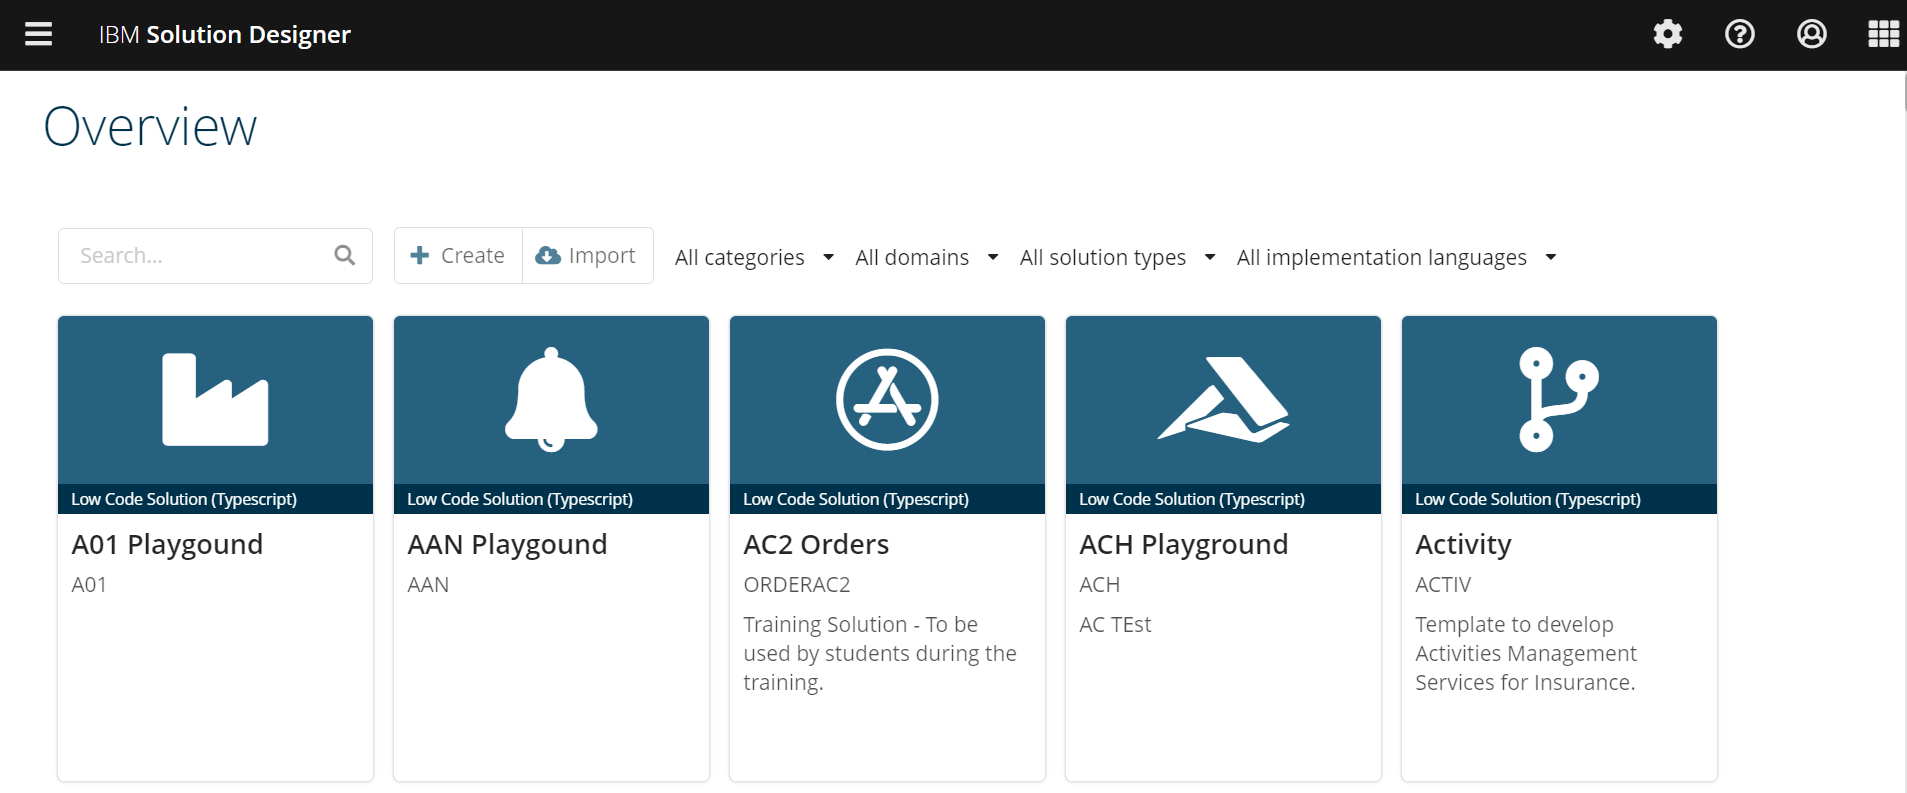 IBM Solution Designer
Overview
Search...
Create
Import
All categories
All domains
All solution types
All implementation languages
Low Code Solution (Typescript)
A01 Playgound
A01
Low Code Solution (Typescript)
AAN Playgound
AAN
Low Code Solution (Typescript)
AC2 Orders
ORDERAC2
Training Solution - To be
used by students during the
training.
Low Code Solution (Typescript)
ACH Playground
ACH
AC TEst
Low Code Solution (Typescript)
Activity
ACTIV
Template to develop
Activities Management
Services for Insurance.